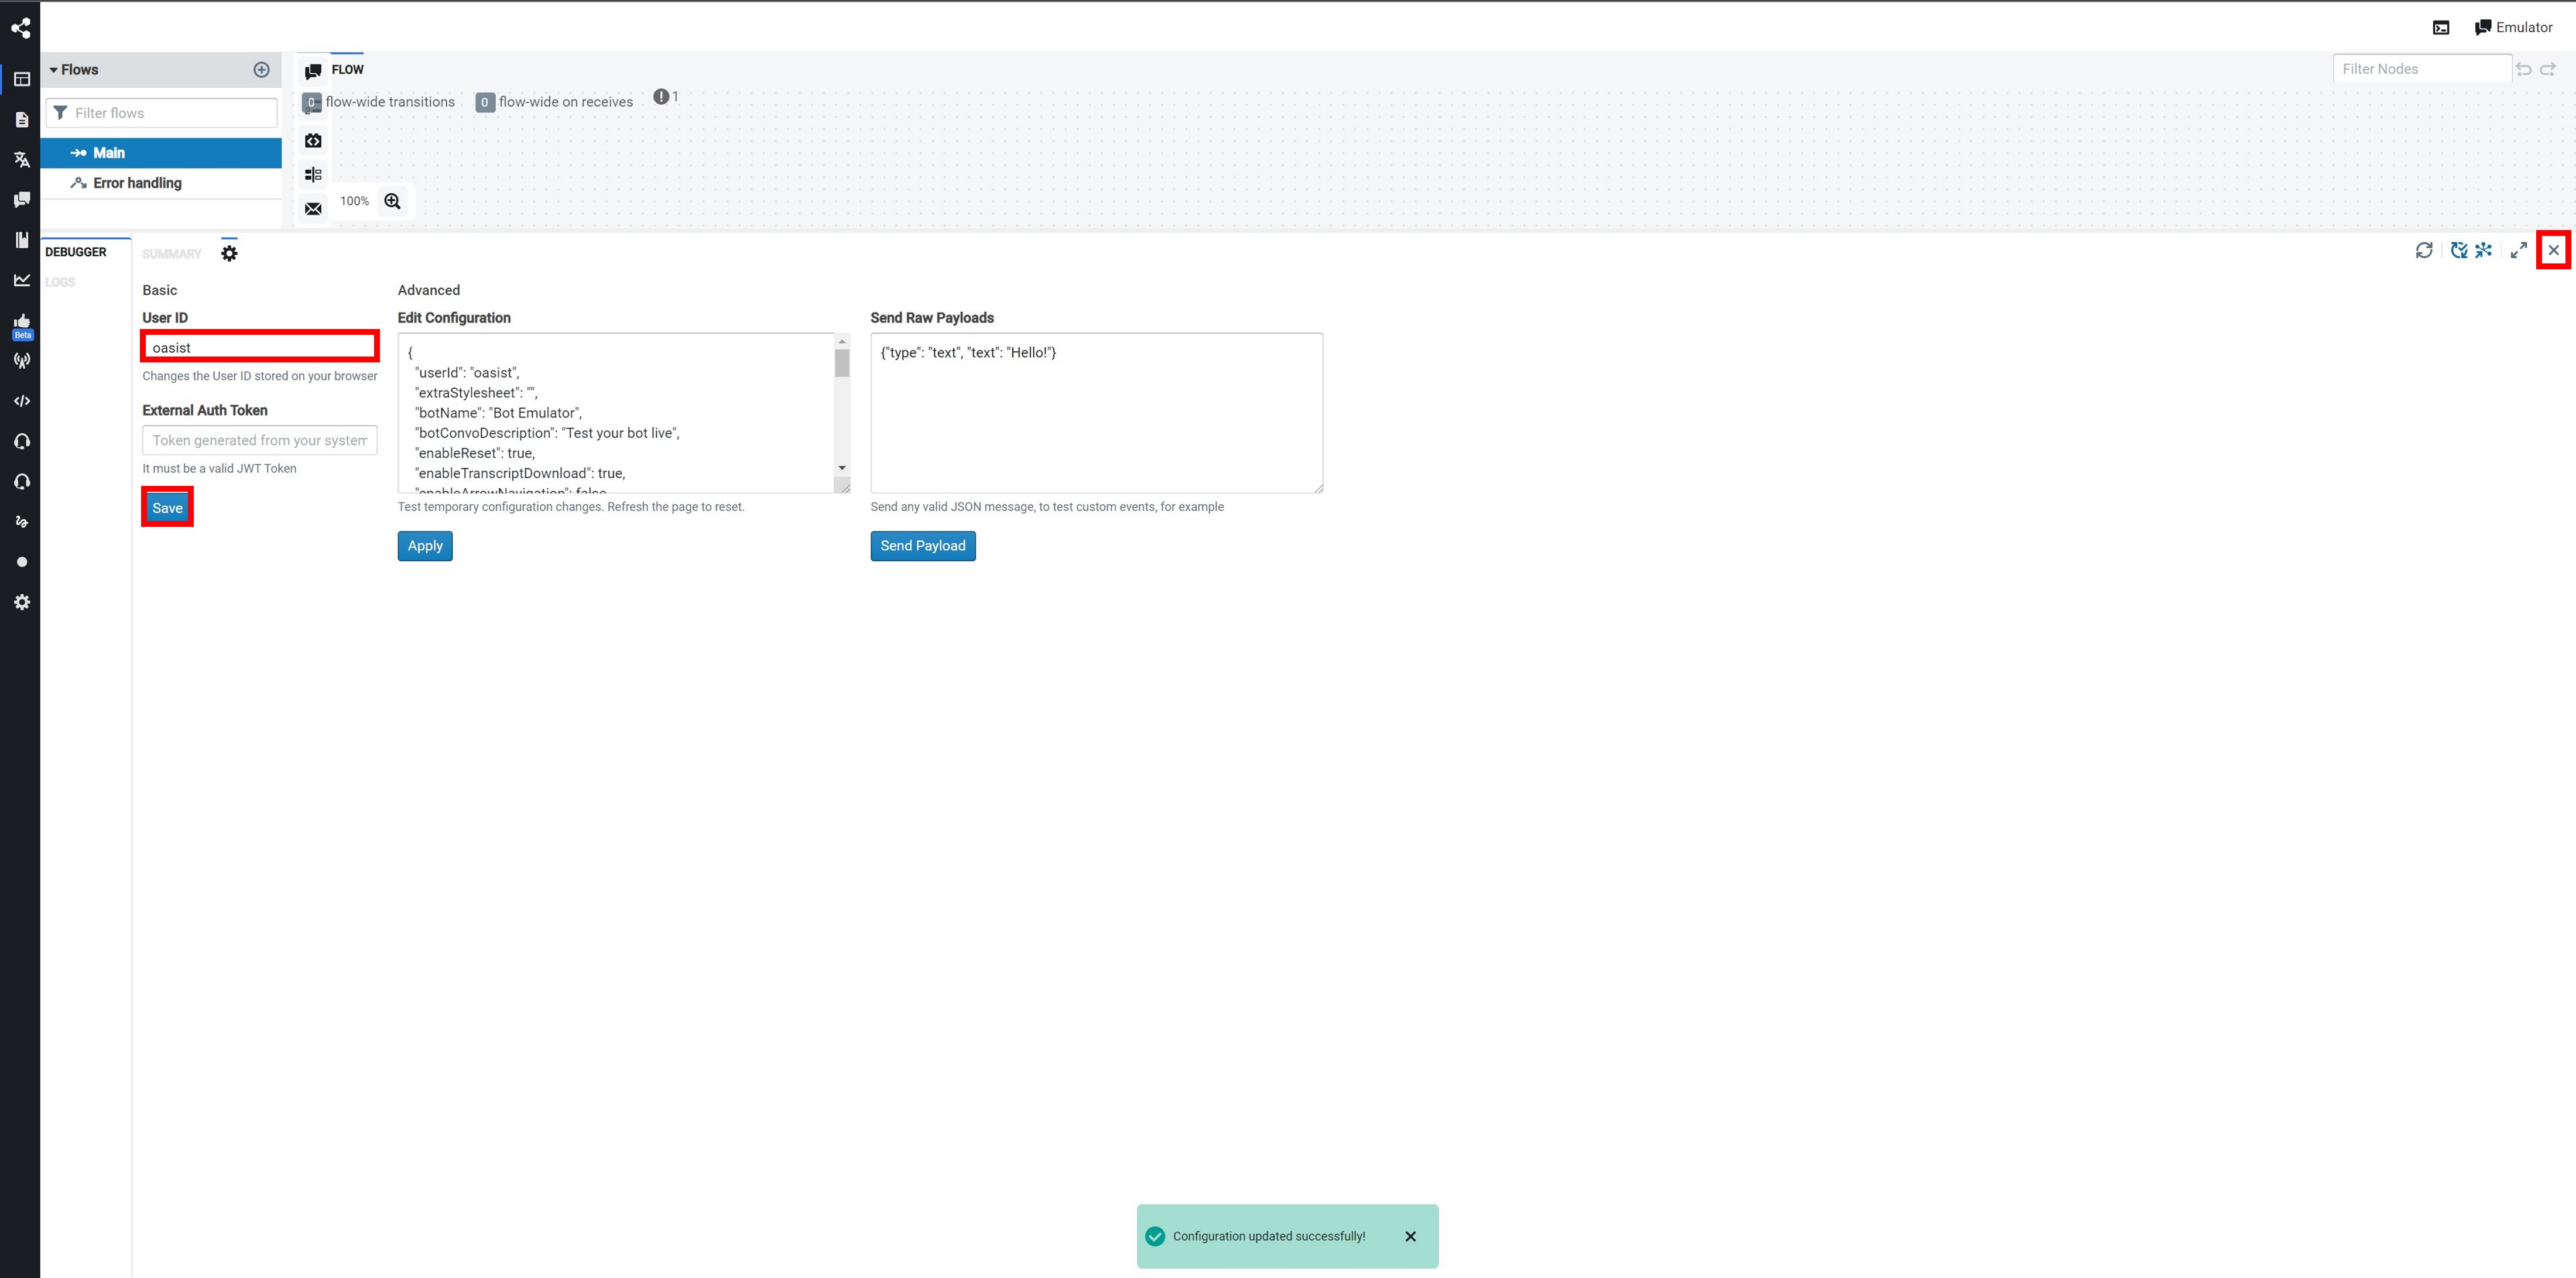 Emulator
Flows
FLOW
Filter Nodes
0 flow-wide transitions 0 flow-wide on receives 1
Filter flows
Main
Error handling
100%
DEBUGGER
SUMMARY
LOGS
Basic
Advanced
User ID
Edit Configuration
Send Raw Payloads
oasist
{
"userId": "oasist",
"extraStylesheet": "",
"botName": "Bot Emulator",
"botConvoDescription": "Test your bot live",
"enableReset": true,
"enableTranscriptDownload": true,
"enableArrowNavigation": false
{"type": "text", "text": "Hello!"}
Changes the User ID stored on your browser
Beta
External Auth Token
Token generated from your system
It must be a valid JWT Token
Save
Test temporary configuration changes. Refresh the page to reset.
Send any valid JSON message, to test custom events, for example
Apply
Send Payload
Configuration updated successfully!